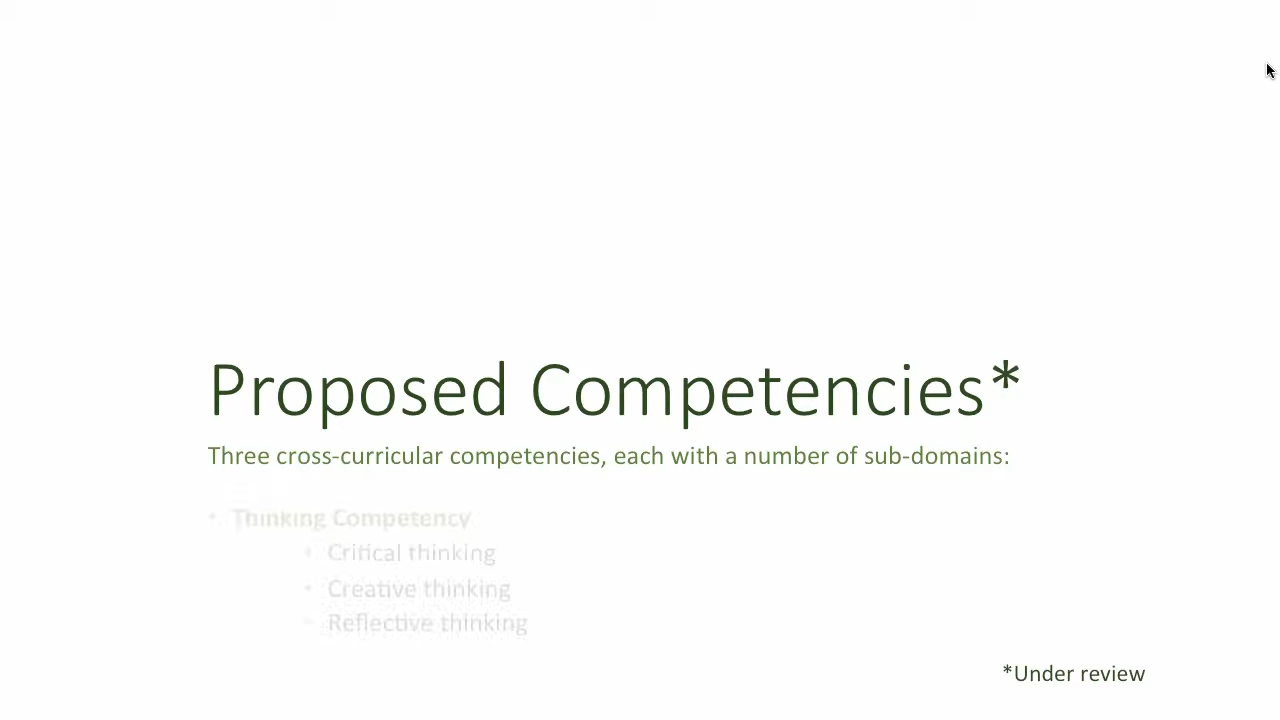 Proposed Competencies*
Three cross-curricular competencies, each with a number of sub-domains:
• Thinking Competency
• Critical thinking
• Creative thinking
• Reflective thinking
*Under review